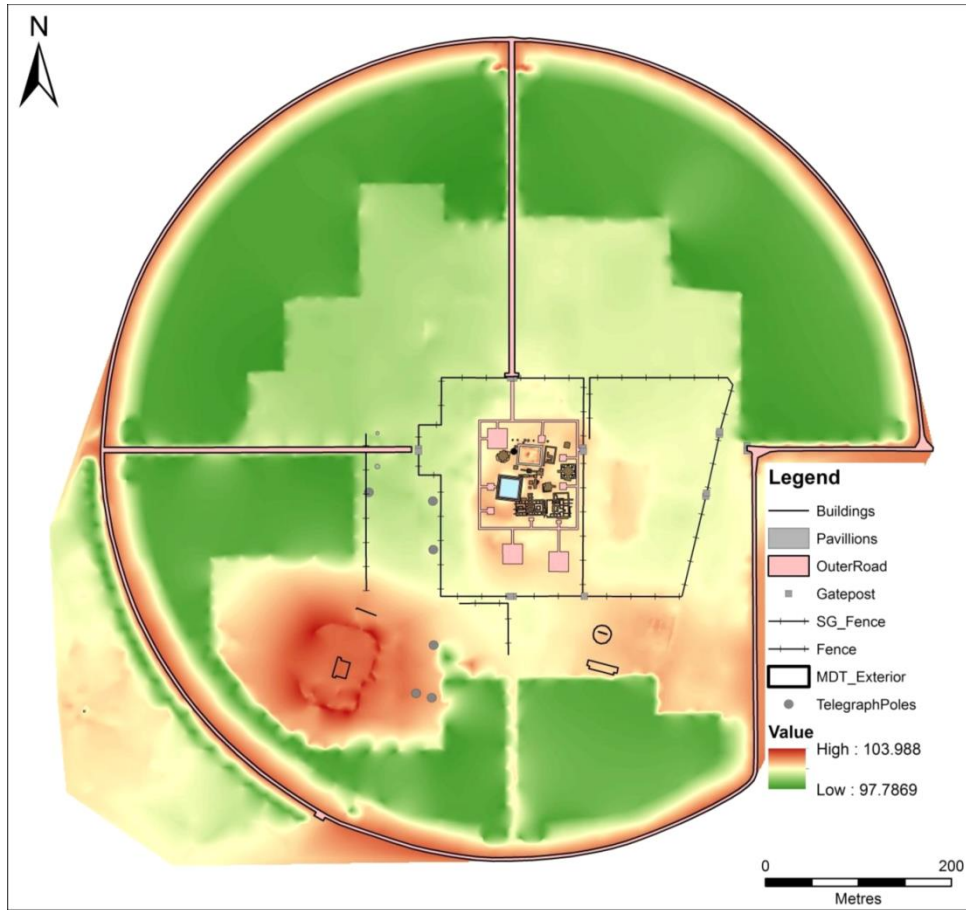 N
Legend
Buildings
Pavillions
OuterRoad
Gatepost
SG_Fence
Fence
MDT_Exterior
TelegraphPoles
Value
High : 103.988
Low : 97.7869
0 200
Metres